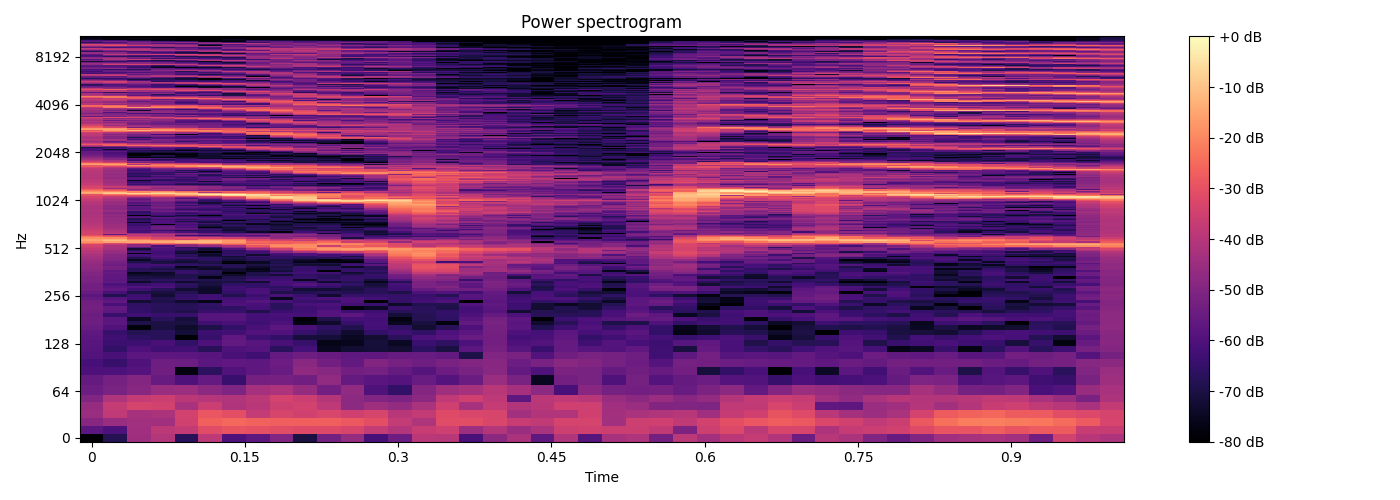 Power spectrogram
Hz
8192
4096
2048
1024
512
256
128
64
0
0 0.15 0.3 0.45 0.6 0.75 0.9
Time
+0 dB
-10 dB
-20 dB
-30 dB
-40 dB
-50 dB
-60 dB
-70 dB
-80 dB